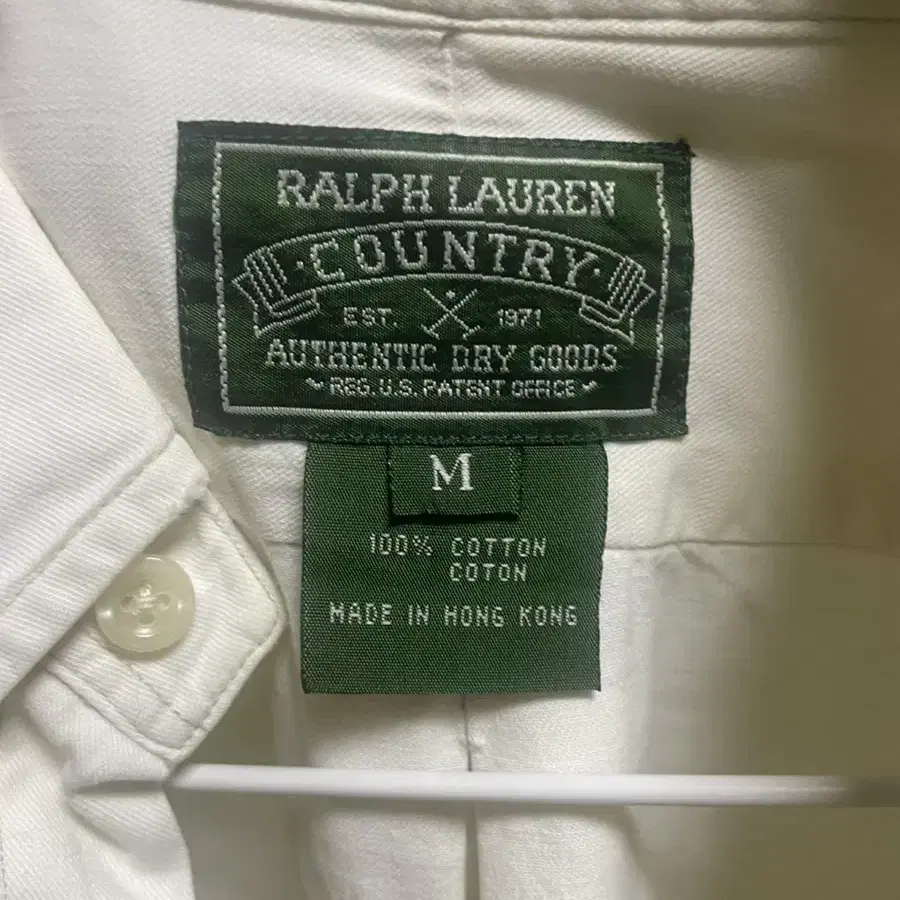 RALPH LAUREN
·COUNTRY·
EST. 1971
AUTHENTIC DRY GOODS
REG. U.S. PATENT OFFICE
M
100% COTTON
COTON
MADE IN HONG KONG